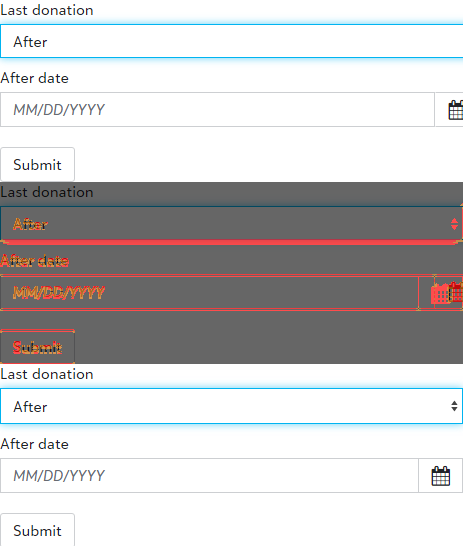 Last donation
After
After date
MM/DD/YYYY
Submit
Last donation
After
After date
MM/DD/YYYY
Submit
Last donation
After
After date
MM/DD/YYYY
Submit